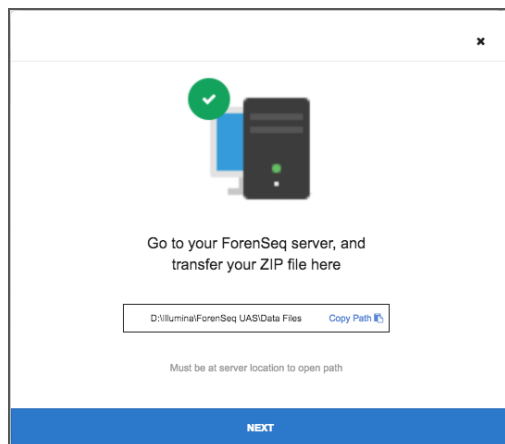 Go to your ForenSeq server, and
transfer your ZIP file here
D:\Illumina\ForenSeq UAS\Data Files Copy Path
Must be at server location to open path
NEXT